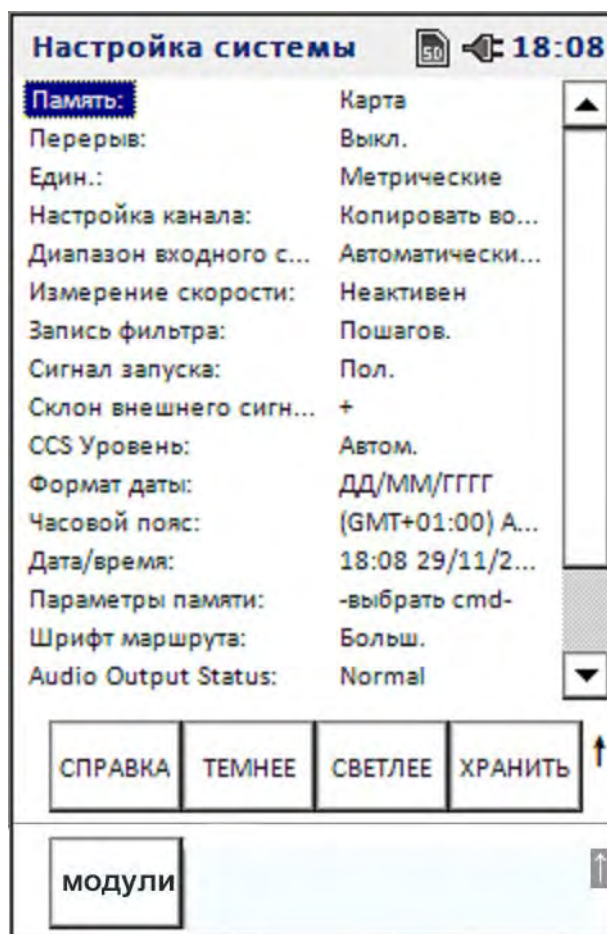 Настройка системы SD 18:08
Память: Карта
Перерыв: Выкл.
Един.: Метрические
Настройка канала: Копировать во...
Диапазон входного с... Автоматически...
Измерение скорости: Неактивен
Запись фильтра: Пошагов.
Сигнал запуска: Пол.
Склон внешнего сигн... +
CCS Уровень: Автом.
Формат даты: ДД/ММ/ГГГГ
Часовой пояс: (GMT+01:00) A...
Дата/время: 18:08 29/11/2...
Параметры памяти: -выбрать cmd-
Шрифт маршрута: Больш.
Audio Output Status: Normal
СПРАВКА ТЕМНЕЕ СВЕТЛЕЕ ХРАНИТЬ
модули